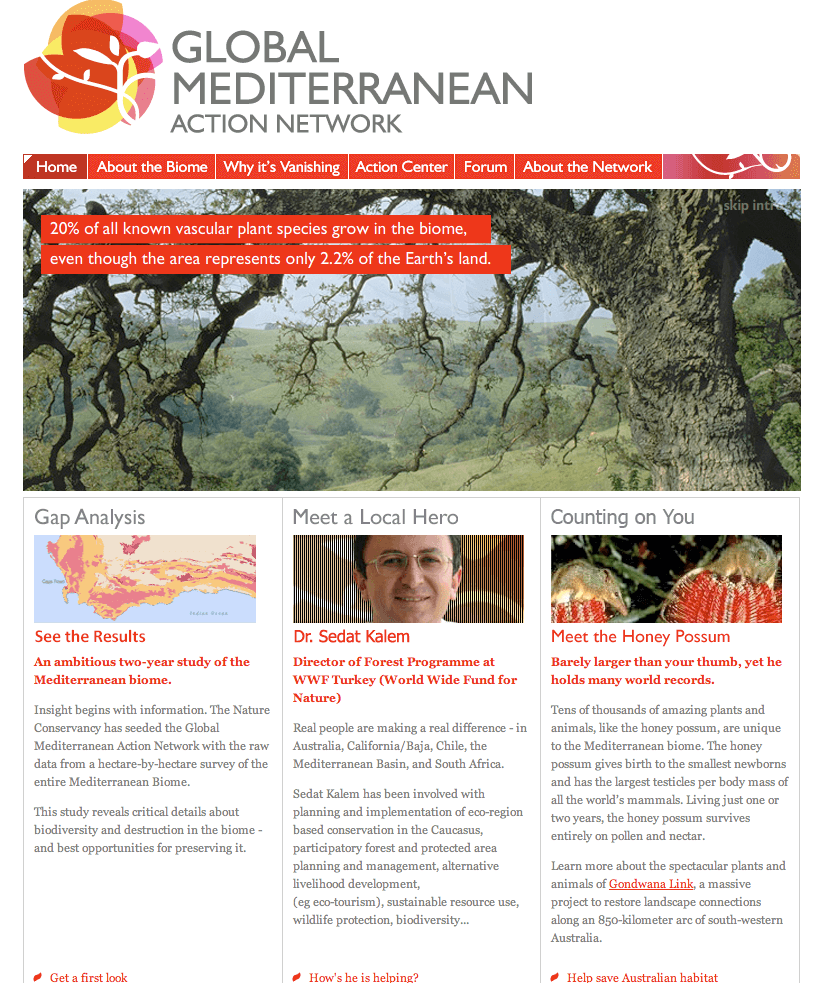 GLOBAL
MEDITERRANEAN
ACTION NETWORK
Home About the Biome Why it's Vanishing Action Center Forum About the Network
skip intro
20% of all known vascular plant species grow in the biome,
even though the area represents only 2.2% of the Earth's land.
Gap Analysis
Cape Town
Indian Ocean
See the Results
An ambitious two-year study of the
Mediterranean biome.
Insight begins with information. The Nature
Conservancy has seeded the Global
Mediterranean Action Network with the raw
data from a hectare-by-hectare survey of the
entire Mediterranean Biome.
This study reveals critical details about
biodiversity and destruction in the biome -
and best opportunities for preserving it.
Get a first look
Meet a Local Hero
Dr. Sedat Kalem
Director of Forest Programme at
WWF Turkey (World Wide Fund for
Nature)
Real people are making a real difference - in
Australia, California/Baja, Chile, the
Mediterranean Basin, and South Africa.
Sedat Kalem has been involved with
planning and implementation of eco-region
based conservation in the Caucasus,
participatory forest and protected area
planning and management, alternative
livelihood development,
(eg eco-tourism), sustainable resource use,
wildlife protection, biodiversity...
How's he is helping?
Counting on You
Meet the Honey Possum
Barely larger than your thumb, yet he
holds many world records.
Tens of thousands of amazing plants and
animals, like the honey possum, are unique
to the Mediterranean biome. The honey
possum gives birth to the smallest newborns
and has the largest testicles per body mass of
all the world's mammals. Living just one or
two years, the honey possum survives
entirely on pollen and nectar.
Learn more about the spectacular plants and
animals of Gondwana Link, a massive
project to restore landscape connections
along an 850-kilometer arc of south-western
Australia.
Help save Australian habitat